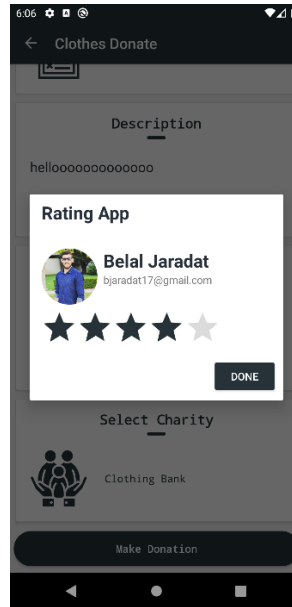 6:06
Clothes Donate
Description
hellooooooooooooo
Rating App
Belal Jaradat
bjaradat17@gmail.com
DONE
Select Charity
Clothing Bank
Make Donation